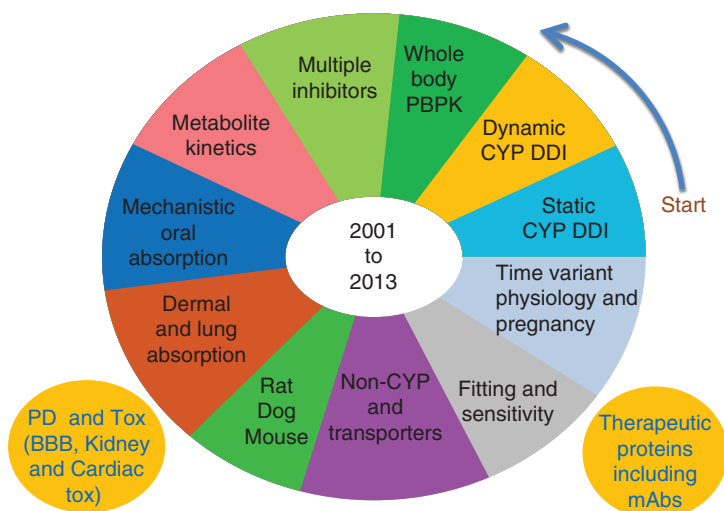 Multiple
inhibitors
Whole
body
PBPK
Dynamic
CYP DDI
Start
Static
CYP DDI
Metabolite
kinetics
Mechanistic
oral
absorption
2001
to
2013
Time variant
physiology and
pregnancy
Dermal
and lung
absorption
Rat
Dog
Mouse
Non-CYP
and
transporters
Fitting and
sensitivity
PD and Tox
(BBB, Kidney
and Cardiac
tox)
Therapeutic
proteins
including
mAbs